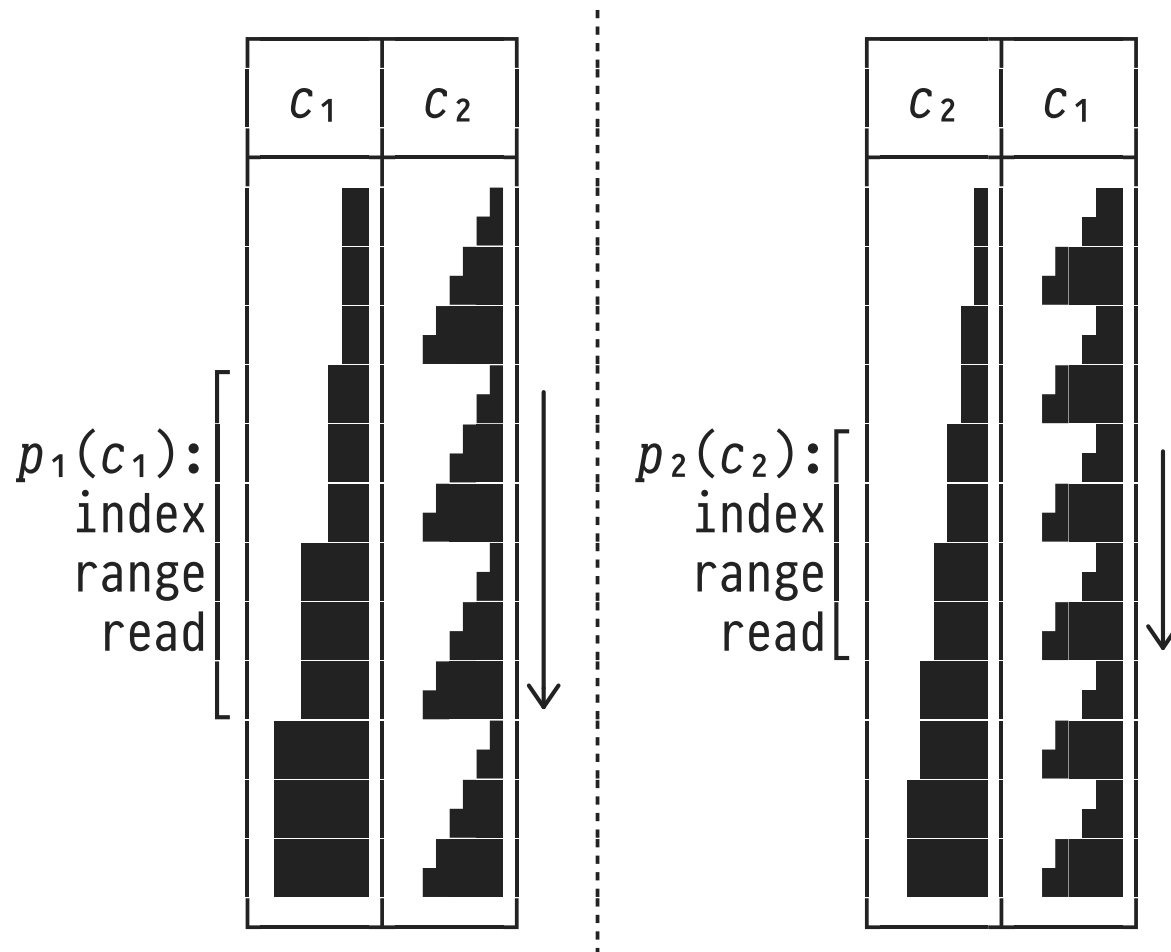 c₁ c₂
p₁(c₁):
index
range
read
c₂ c₁
p₂(c₂):
index
range
read